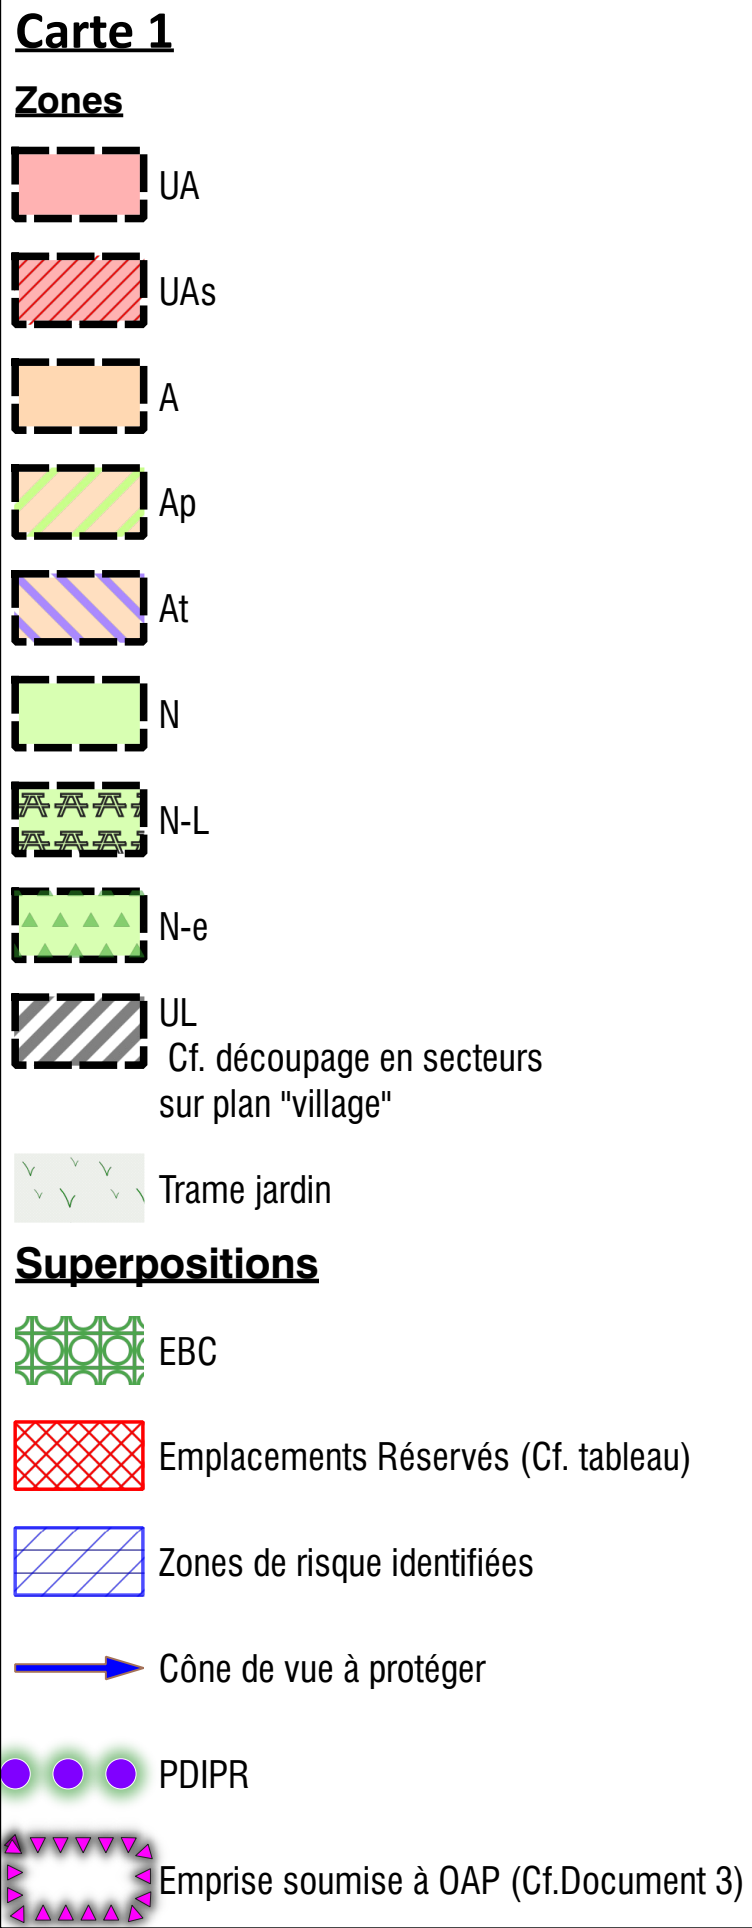 Carte 1
Zones
UA
UAs
A
Ap
At
N
N-L
N-e
UL
Cf. découpage en secteurs
sur plan "village"
Trame jardin
Superpositions
EBC
Emplacements Réservés (Cf. tableau)
Zones de risque identifiées
Cône de vue à protéger
PDIPR
Emprise soumise à OAP (Cf.Document 3)